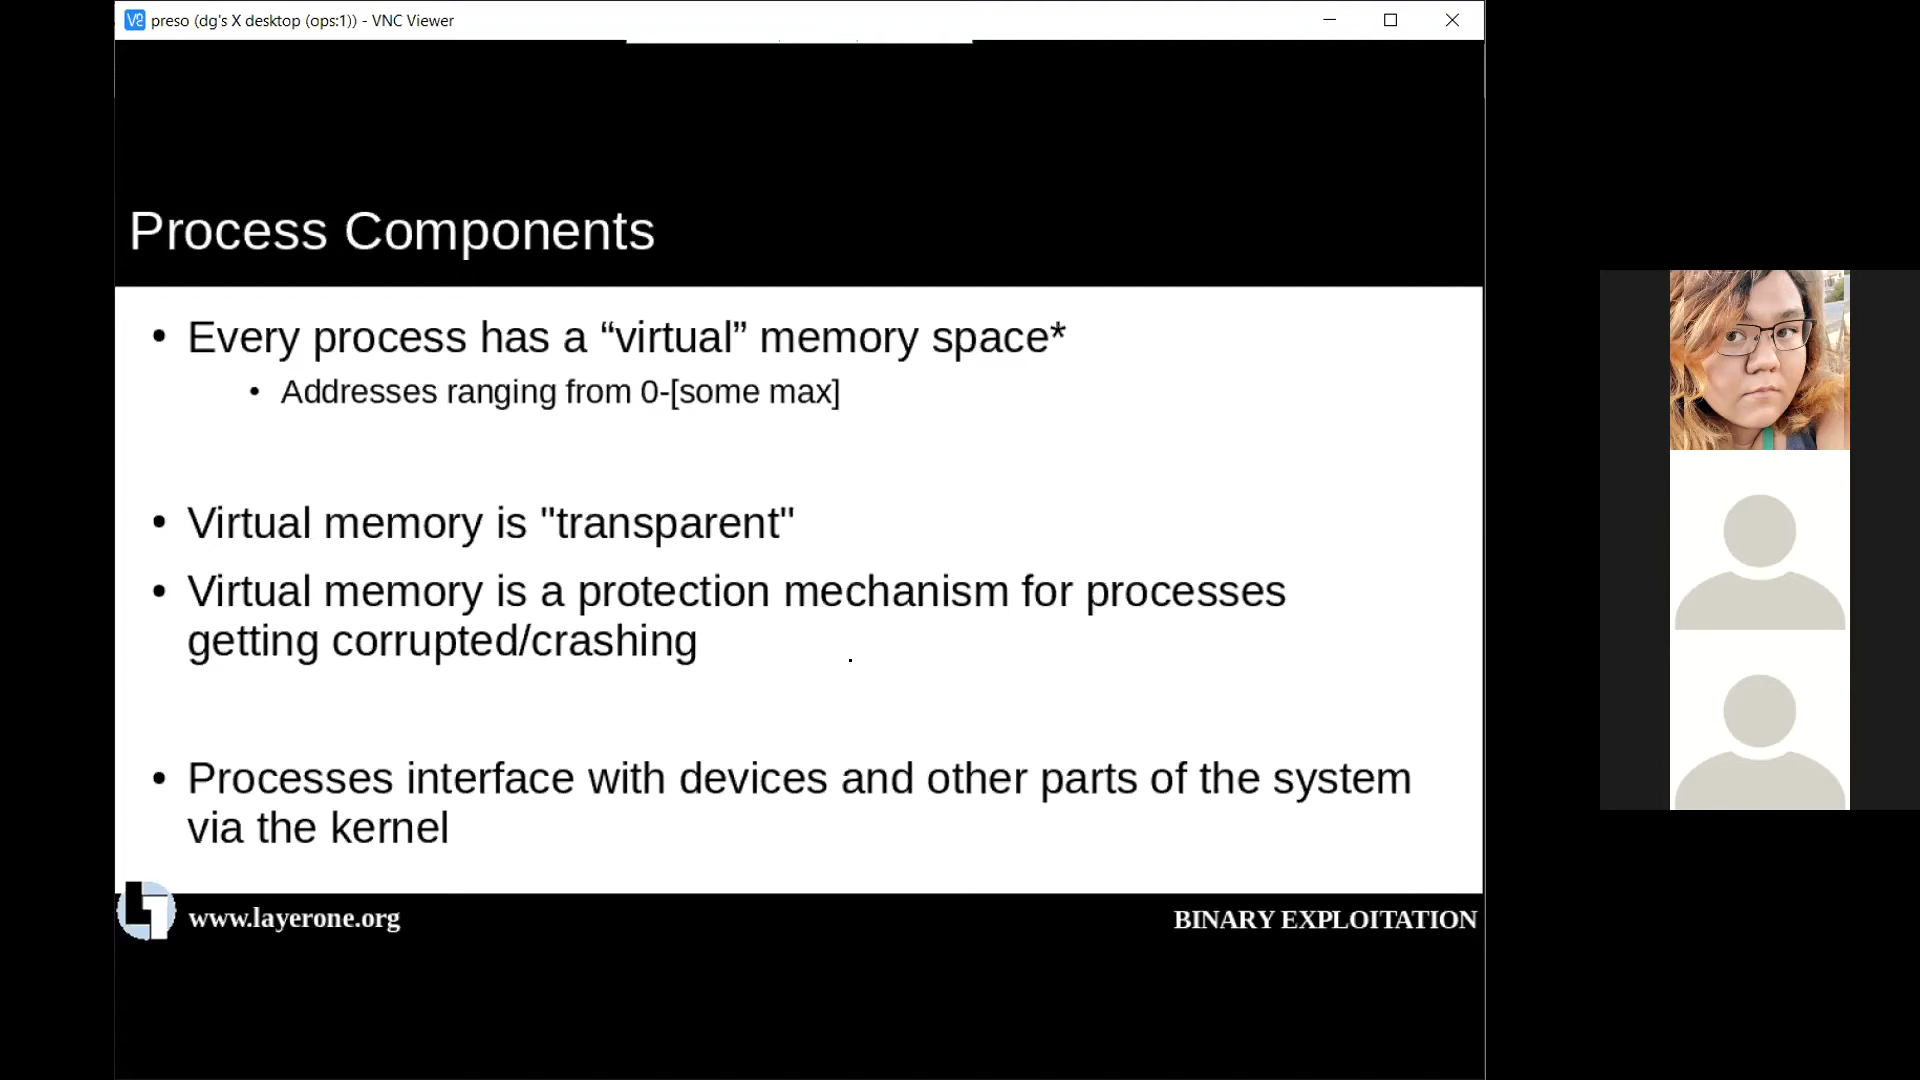 preso (dg's X desktop (ops:1)) - VNC Viewer
Process Components
• Every process has a “virtual” memory space*
• Addresses ranging from 0-[some max]
• Virtual memory is "transparent"
• Virtual memory is a protection mechanism for processes
getting corrupted/crashing
• Processes interface with devices and other parts of the system
via the kernel
www.layerone.org
BINARY EXPLOITATION